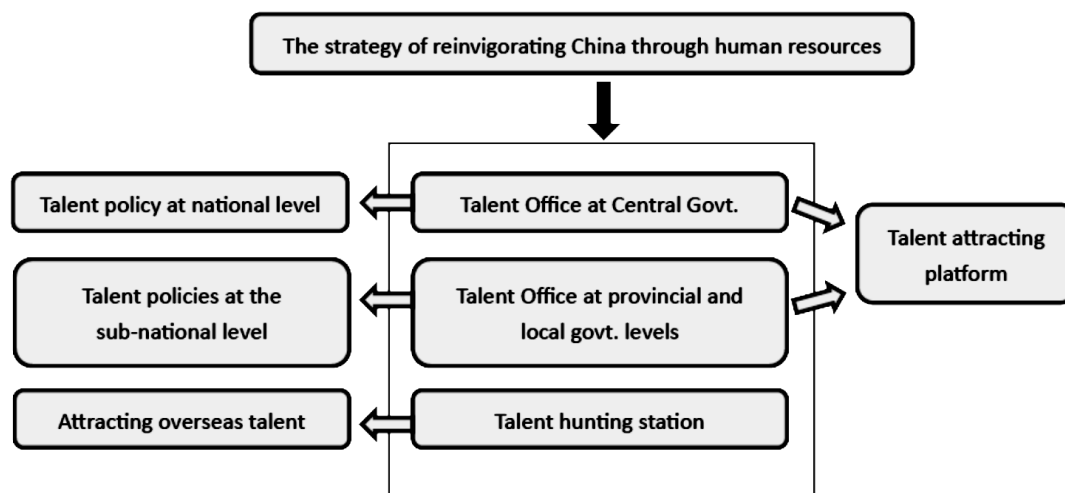 The strategy of reinvigorating China through human resources
Talent policy at national level
Talent Office at Central Govt.
Talent attracting
platform
Talent policies at the
sub-national level
Talent Office at provincial and
local govt. levels
Attracting overseas talent
Talent hunting station